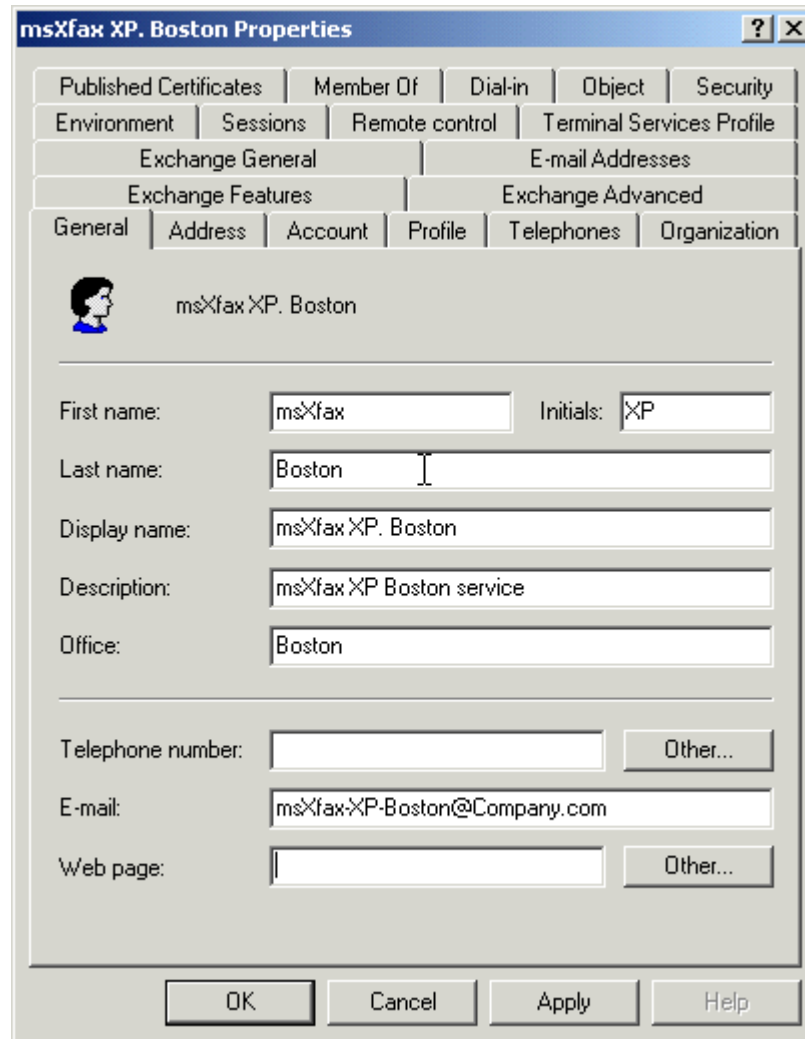 msXfax XP. Boston Properties
Published Certificates Member Of Dial-in Object Security
Environment Sessions Remote control Terminal Services Profile
Exchange General E-mail Addresses
Exchange Features Exchange Advanced
General Address Account Profile Telephones Organization
msXfax XP. Boston
First name: msXfax Initials: XP
Last name: Boston
Display name: msXfax XP. Boston
Description: msXfax XP Boston service
Office: Boston
Telephone number: Other...
E-mail: msXfax-XP-Boston@Company.com
Web page: Other...
OK Cancel Apply Help